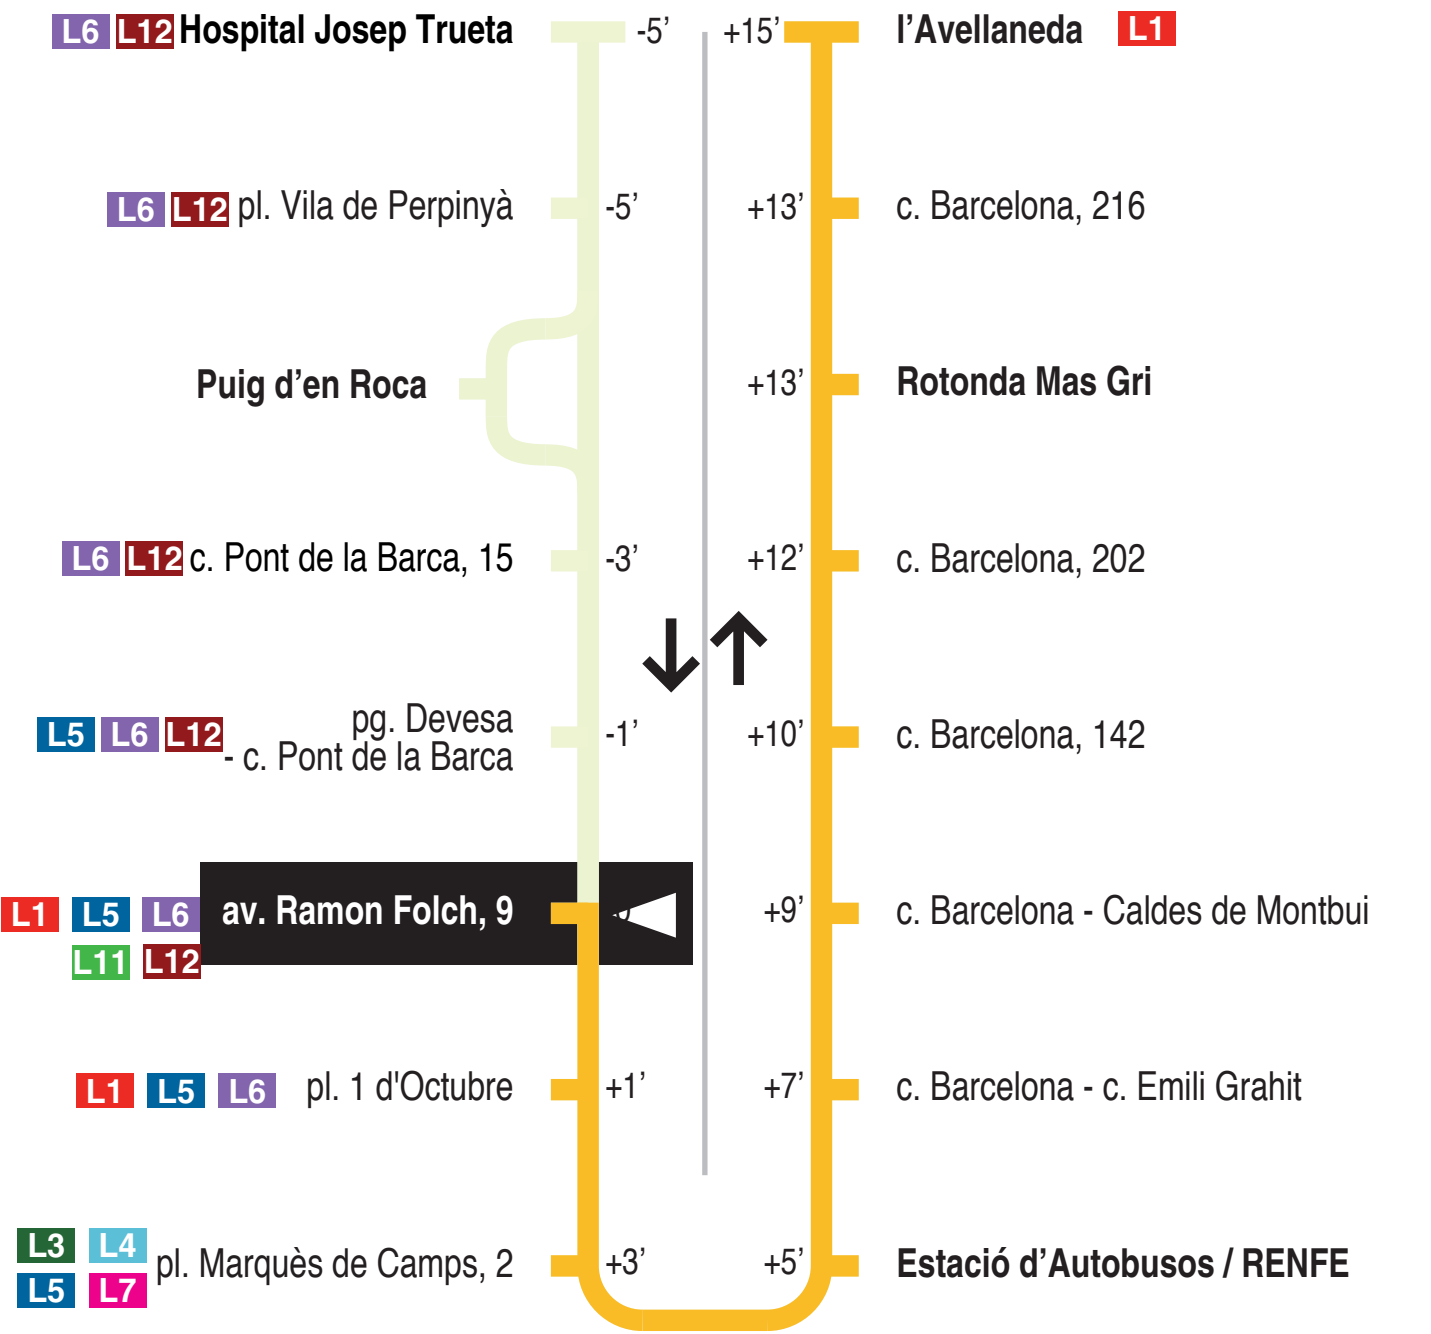 L6 L12 Hospital Josep Trueta -5’ +15’ l’Avellaneda L1
L6 L12 pl. Vila de Perpinyà -5’ +13’ c. Barcelona, 216
Puig d’en Roca +13’ Rotonda Mas Gri
L6 L12 c. Pont de la Barca, 15 -3’ +12’ c. Barcelona, 202
L5 L6 L12 pg. Devesa
- c. Pont de la Barca -1’ +10’ c. Barcelona, 142
L1 L5 L6 av. Ramon Folch, 9 +9’ c. Barcelona - Caldes de Montbui
L11 L12
L1 L5 L6 pl. 1 d'Octubre +1’ +7’ c. Barcelona - c. Emili Grahit
L3 L4 pl. Marquès de Camps, 2 +3’ +5’ Estació d’Autobusos / RENFE
L5 L7